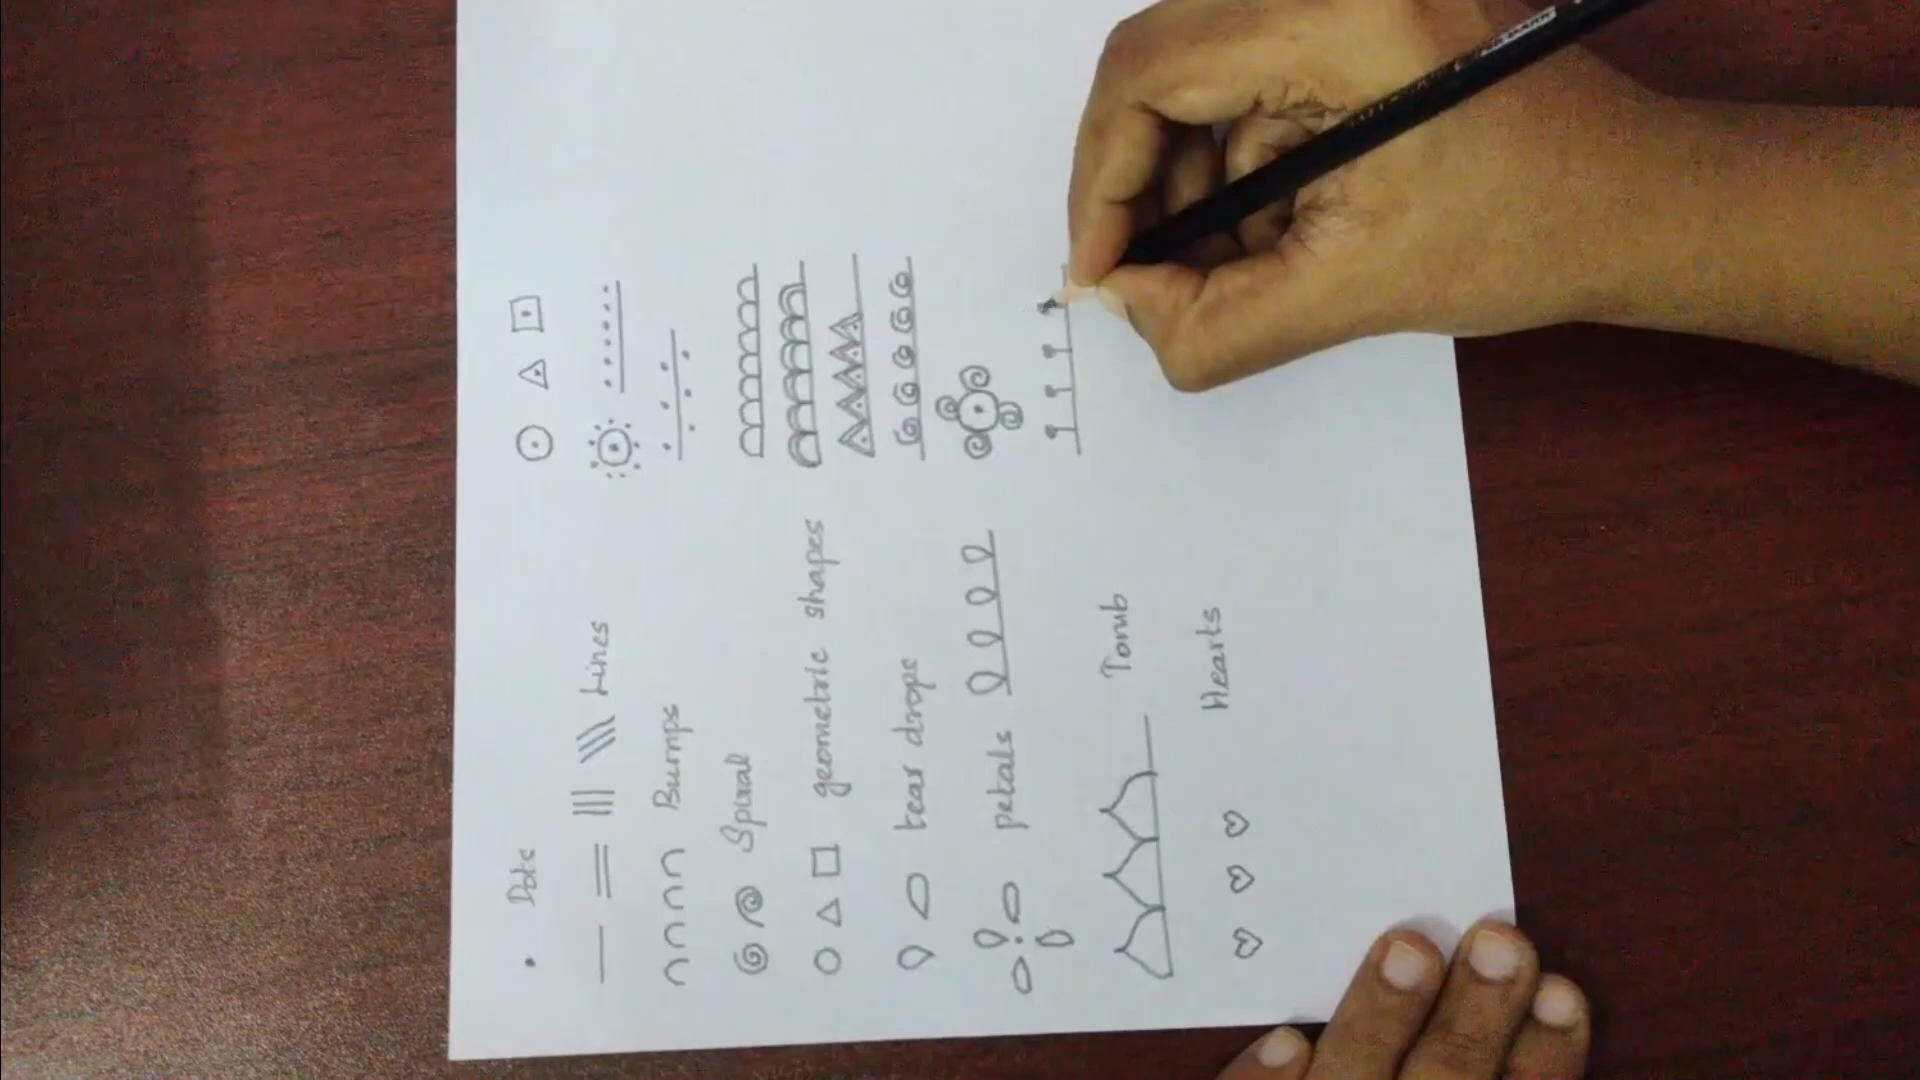 Dots
Lines
Bumps
Spiral
geometric shapes
tear drops
petals
Tomb
Hearts